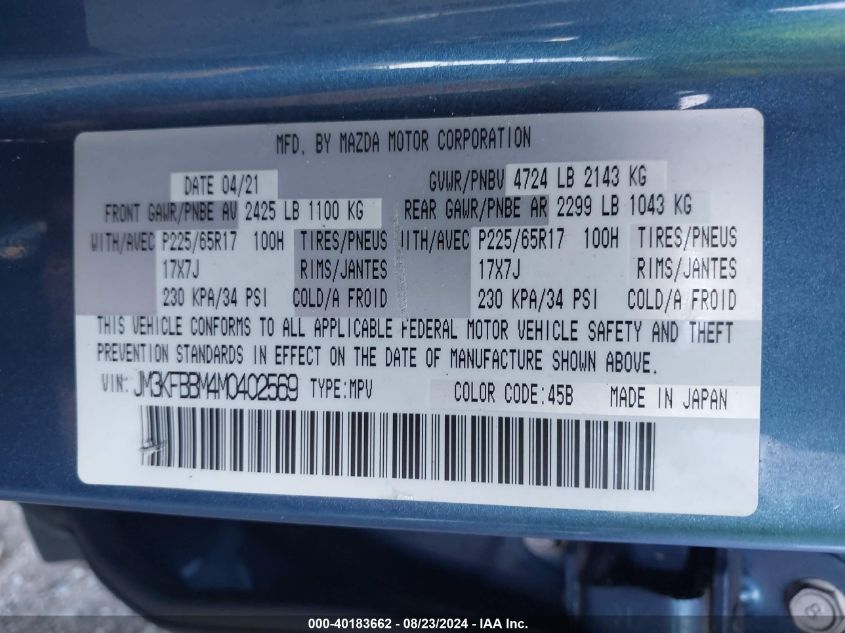 MFD. BY MAZDA MOTOR CORPORATION
DATE 04/21 GVWR/PNBV 4724 LB 2143 KG
FRONT GAWR/PNBE AV 2425 LB 1100 KG REAR GAWR/PNBE AR 2299 LB 1043 KG
WITH/AVEC P225/65R17 100H TIRES/PNEUS WITH/AVEC P225/65R17 100H TIRES/PNEUS
17X7J RIMS/JANTES 17X7J RIMS/JANTES
230 KPA/34 PSI COLD/A FROID 230 KPA/34 PSI COLD/A FROID
THIS VEHICLE CONFORMS TO ALL APPLICABLE FEDERAL MOTOR VEHICLE SAFETY AND THEFT
PREVENTION STANDARDS IN EFFECT ON THE DATE OF MANUFACTURE SHOWN ABOVE.
VIN: JM3KFBBM4M0402569 TYPE:MPV COLOR CODE:45B MADE IN JAPAN
000-40183662 - 08/23/2024 - IAA Inc.